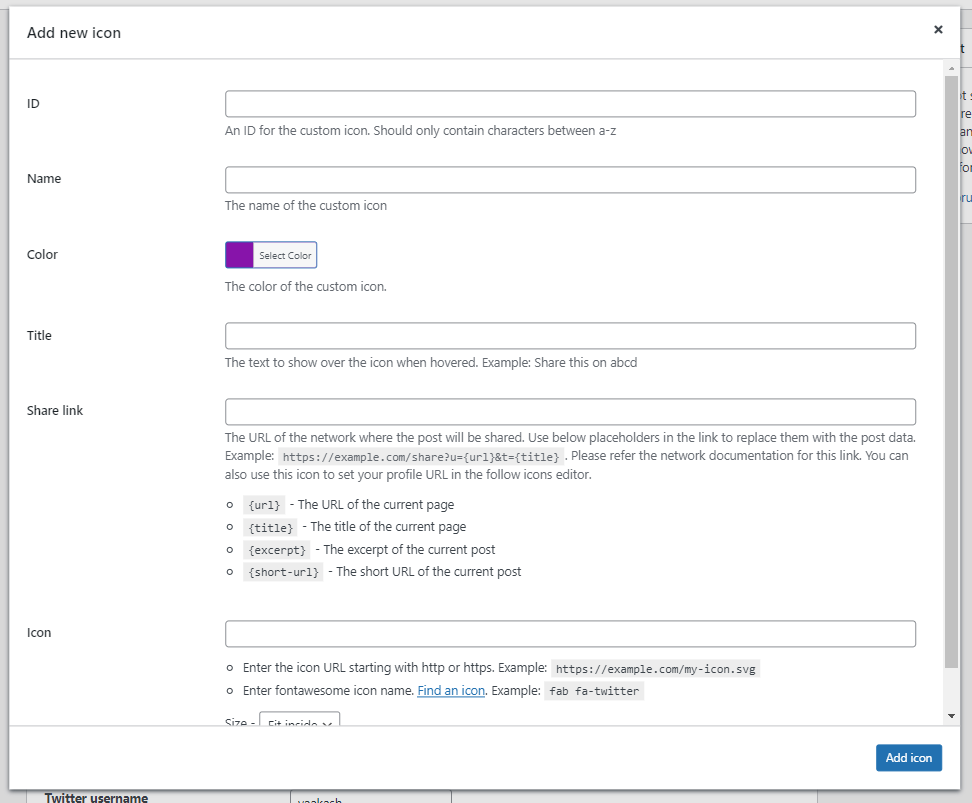 Add new icon
×
ID
An ID for the custom icon. Should only contain characters between a-z
Name
The name of the custom icon
Color
Select Color
The color of the custom icon.
Title
The text to show over the icon when hovered. Example: Share this on abcd
Share link
The URL of the network where the post will be shared. Use below placeholders in the link to replace them with the post data.
Example: https://example.com/share?u={url}&t={title} . Please refer the network documentation for this link. You can
also use this icon to set your profile URL in the follow icons editor.
{url} - The URL of the current page
{title} - The title of the current page
{excerpt} - The excerpt of the current post
{short-url} - The short URL of the current post
Icon
Enter the icon URL starting with http or https. Example: https://example.com/my-icon.svg
Enter fontawesome icon name. Find an icon. Example: fab fa-twitter
Size - Fit inside
Add icon
Twitter username